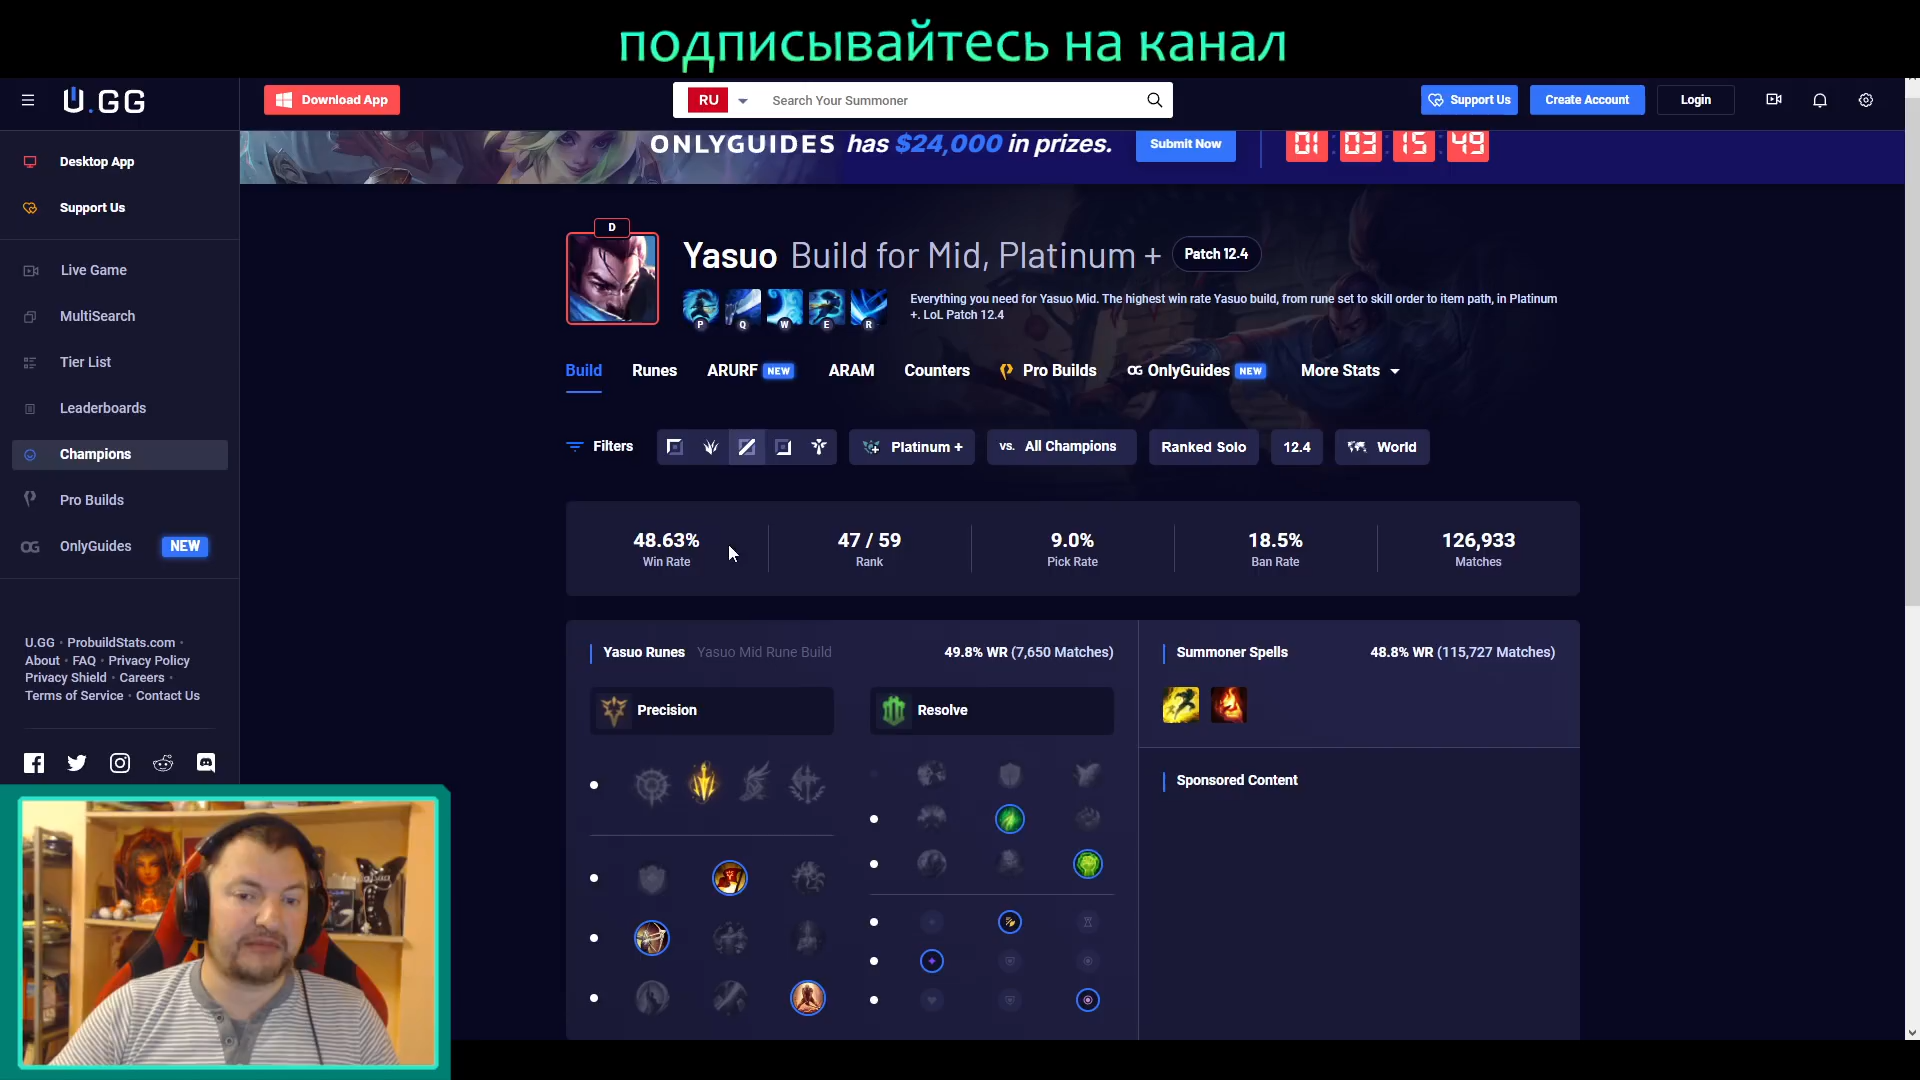 подписывайтесь на канал
U.GG
Download App
RU
Search Your Summoner
Support Us
Create Account
Login
ONLYGUIDES has $24,000 in prizes.
Submit Now
01 : 03 : 15 : 49
Desktop App
Support Us
Live Game
MultiSearch
Tier List
Leaderboards
Champions
Pro Builds
OnlyGuides NEW
U.GG • ProbuildStats.com •
About • FAQ • Privacy Policy
Privacy Shield • Careers •
Terms of Service • Contact Us
D
Yasuo Build for Mid, Platinum +
Patch 12.4
P Q W E R
Everything you need for Yasuo Mid. The highest win rate Yasuo build, from rune set to skill order to item path, in Platinum
+. LoL Patch 12.4
Build Runes ARURF NEW ARAM Counters Pro Builds OnlyGuides NEW More Stats
Filters Platinum + vs. All Champions Ranked Solo 12.4 World
48.63%
Win Rate
47 / 59
Rank
9.0%
Pick Rate
18.5%
Ban Rate
126,933
Matches
Yasuo Runes Yasuo Mid Rune Build 49.8% WR (7,650 Matches)
Precision
Resolve
Summoner Spells 48.8% WR (115,727 Matches)
Sponsored Content